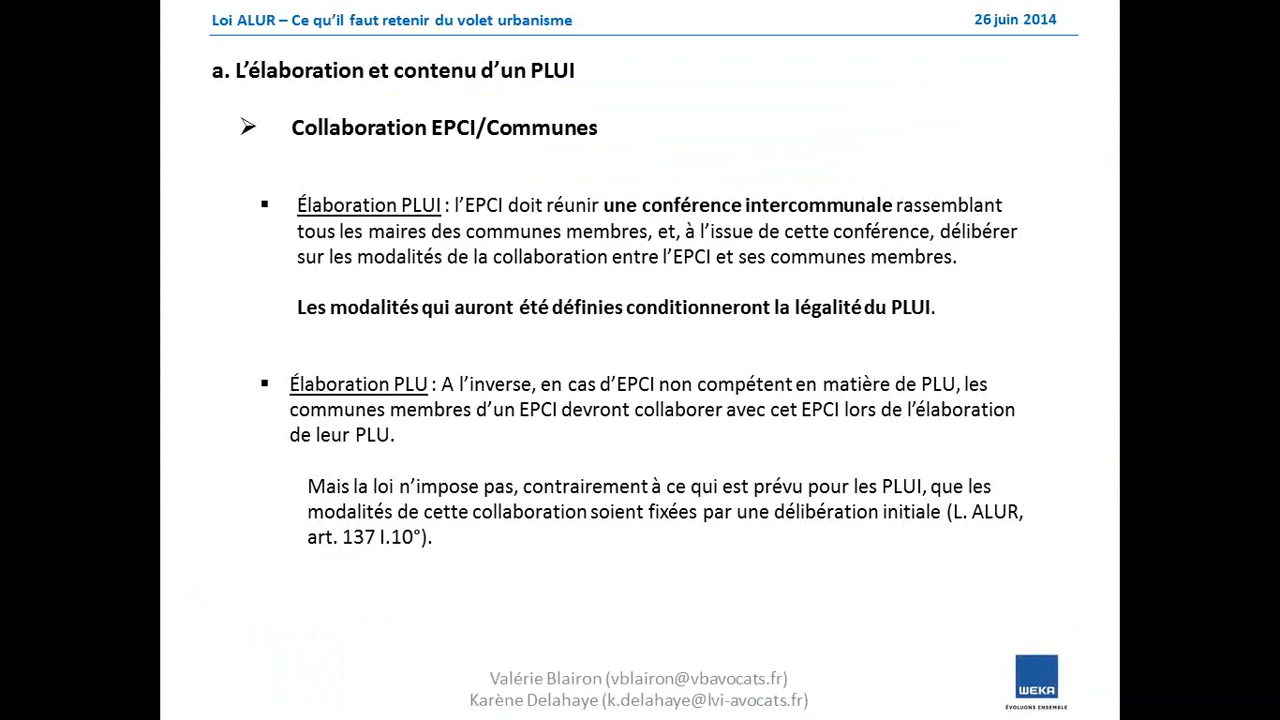 Loi ALUR – Ce qu'il faut retenir du volet urbanisme
26 juin 2014
a. L'élaboration et contenu d'un PLUI
Collaboration EPCI/Communes
Élaboration PLUI : l'EPCI doit réunir une conférence intercommunale rassemblant
tous les maires des communes membres, et, à l'issue de cette conférence, délibérer
sur les modalités de la collaboration entre l'EPCI et ses communes membres.
Les modalités qui auront été définies conditionneront la légalité du PLUI.
Élaboration PLU : A l'inverse, en cas d'EPCI non compétent en matière de PLU, les
communes membres d'un EPCI devront collaborer avec cet EPCI lors de l'élaboration
de leur PLU.
Mais la loi n'impose pas, contrairement à ce qui est prévu pour les PLUI, que les
modalités de cette collaboration soient fixées par une délibération initiale (L. ALUR,
art. 137 I.10°).
Valérie Blairon (vblairon@vbavocats.fr)
Karène Delahaye (k.delahaye@lvi-avocats.fr)
WEKA
ÉVOLUONS ENSEMBLE